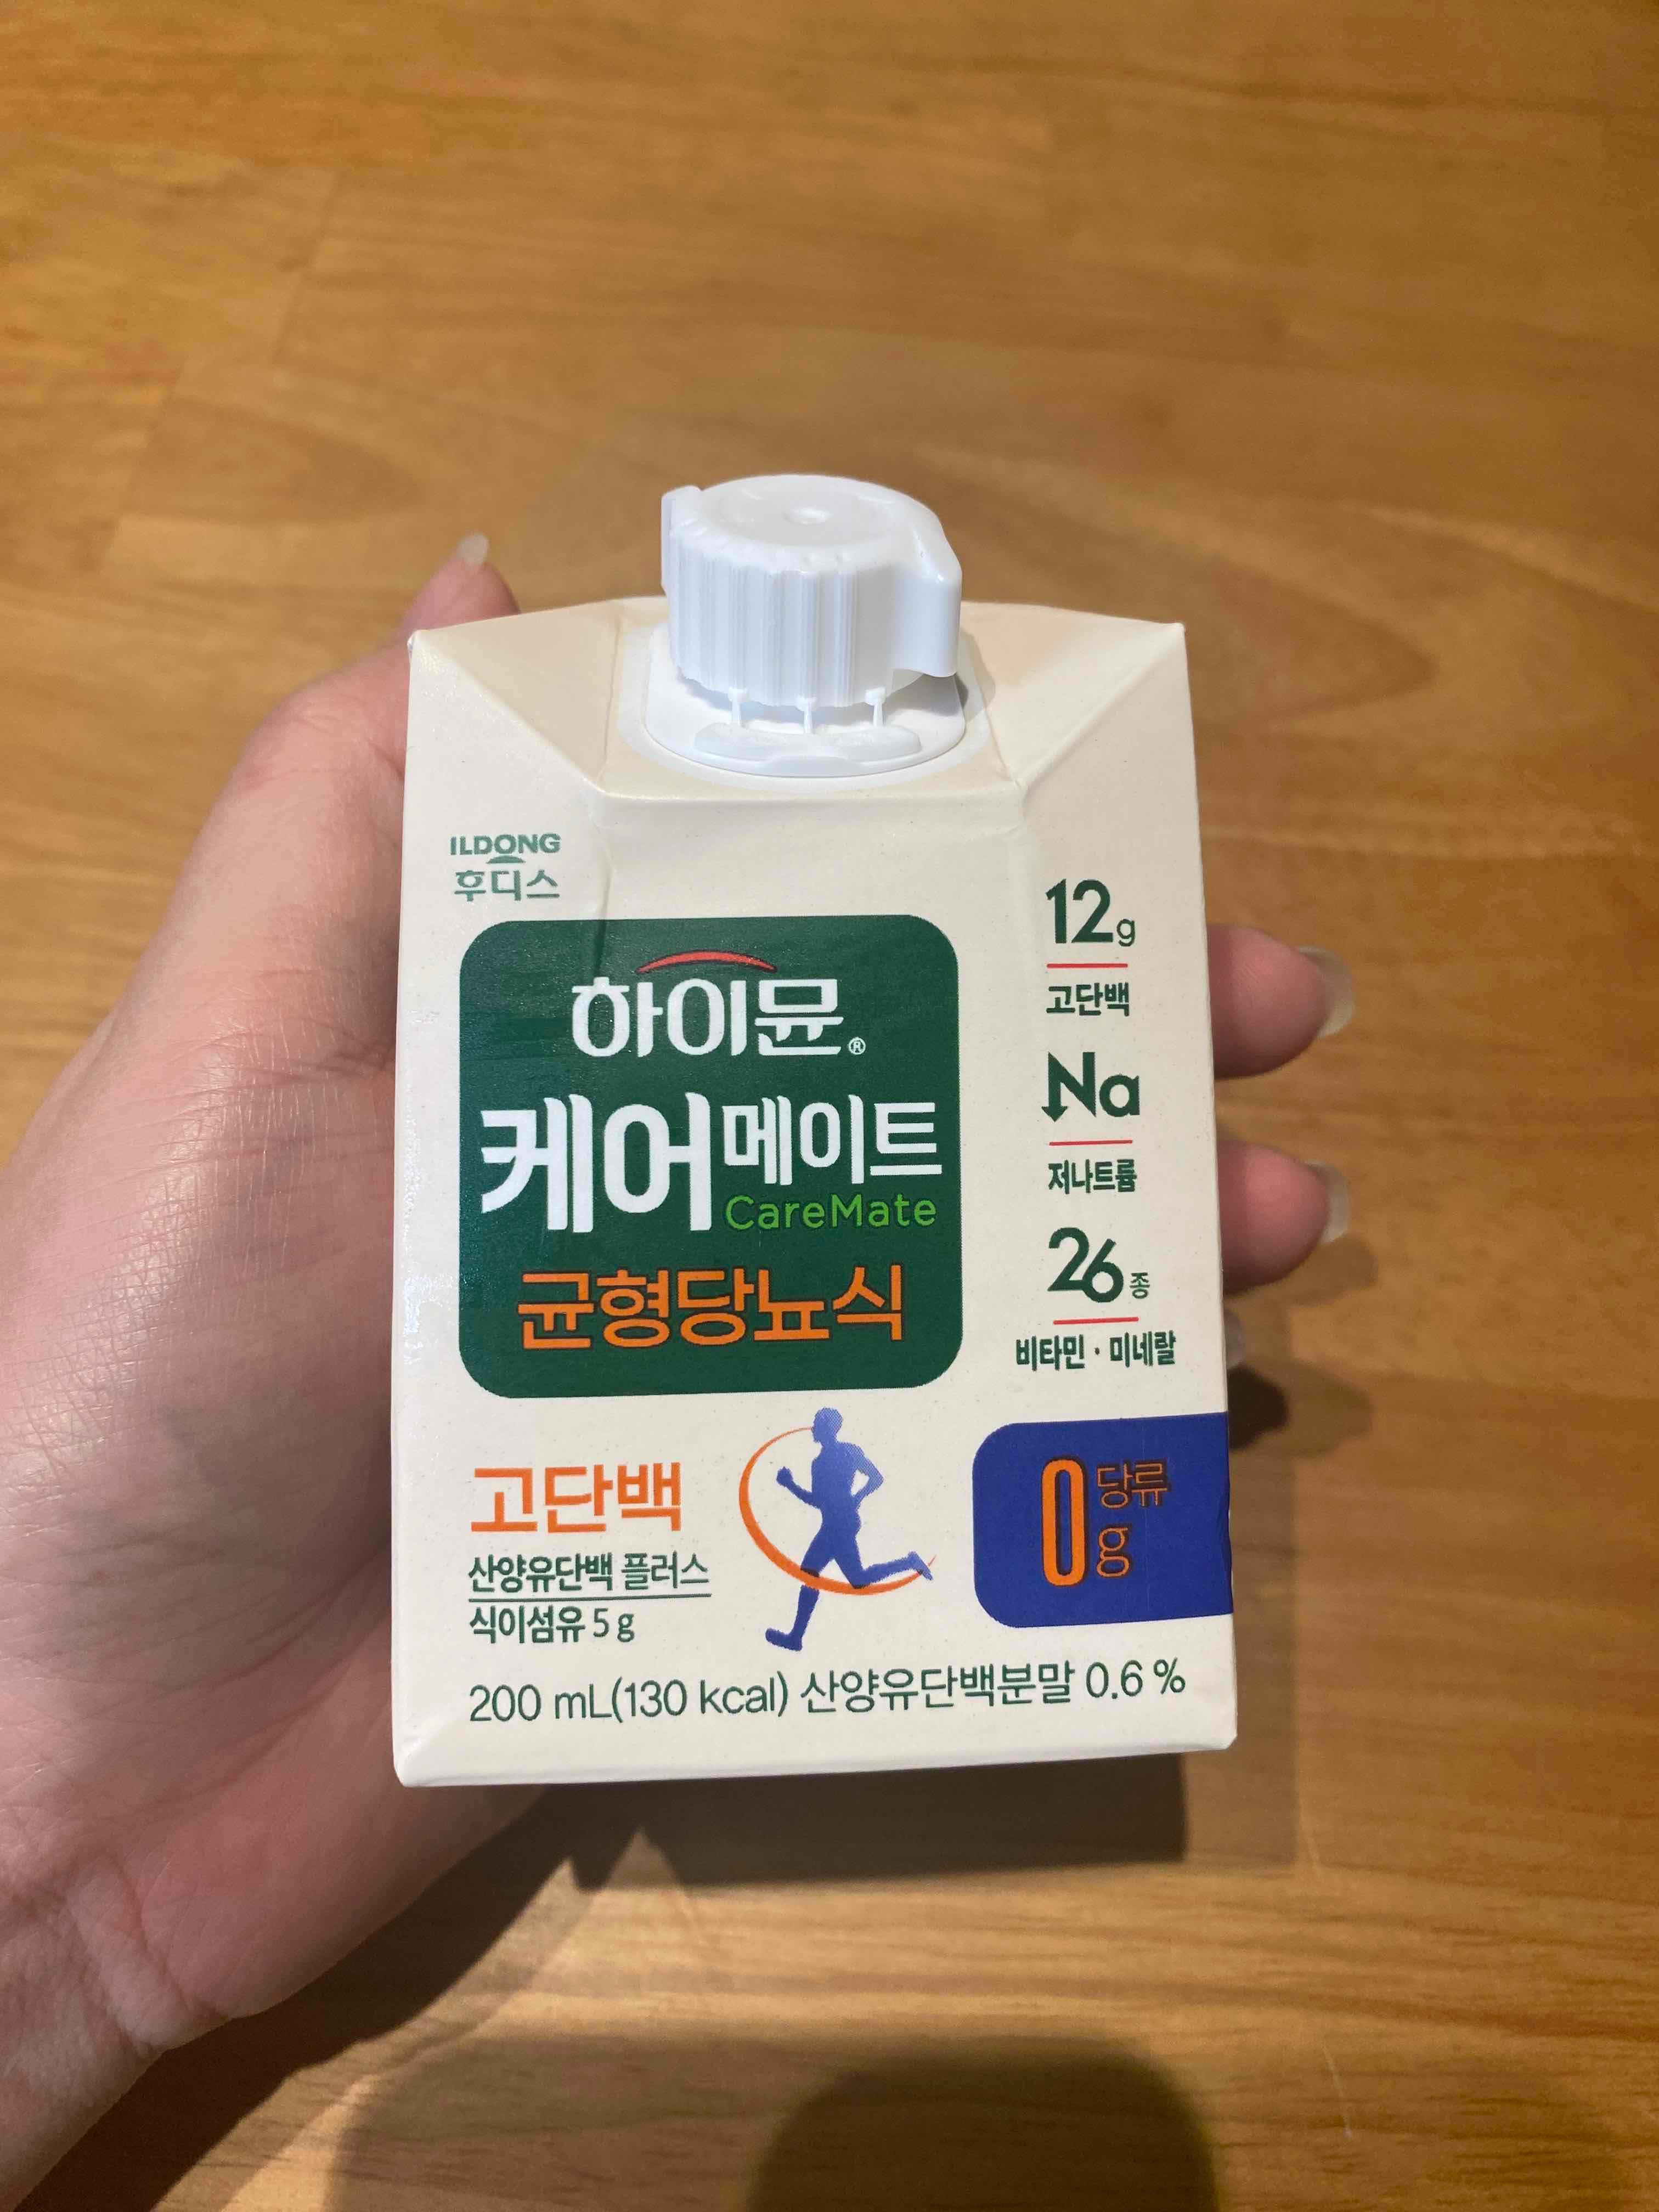 ILDONG
후디스
하이뮨®
케어메이트
CareMate
균형당뇨식
12g
고단백
Na
저나트륨
26종
비타민·미네랄
고단백
산양유단백 플러스
식이섬유 5 g
0g 당류
200 mL(130 kcal) 산양유단백분말 0.6 %